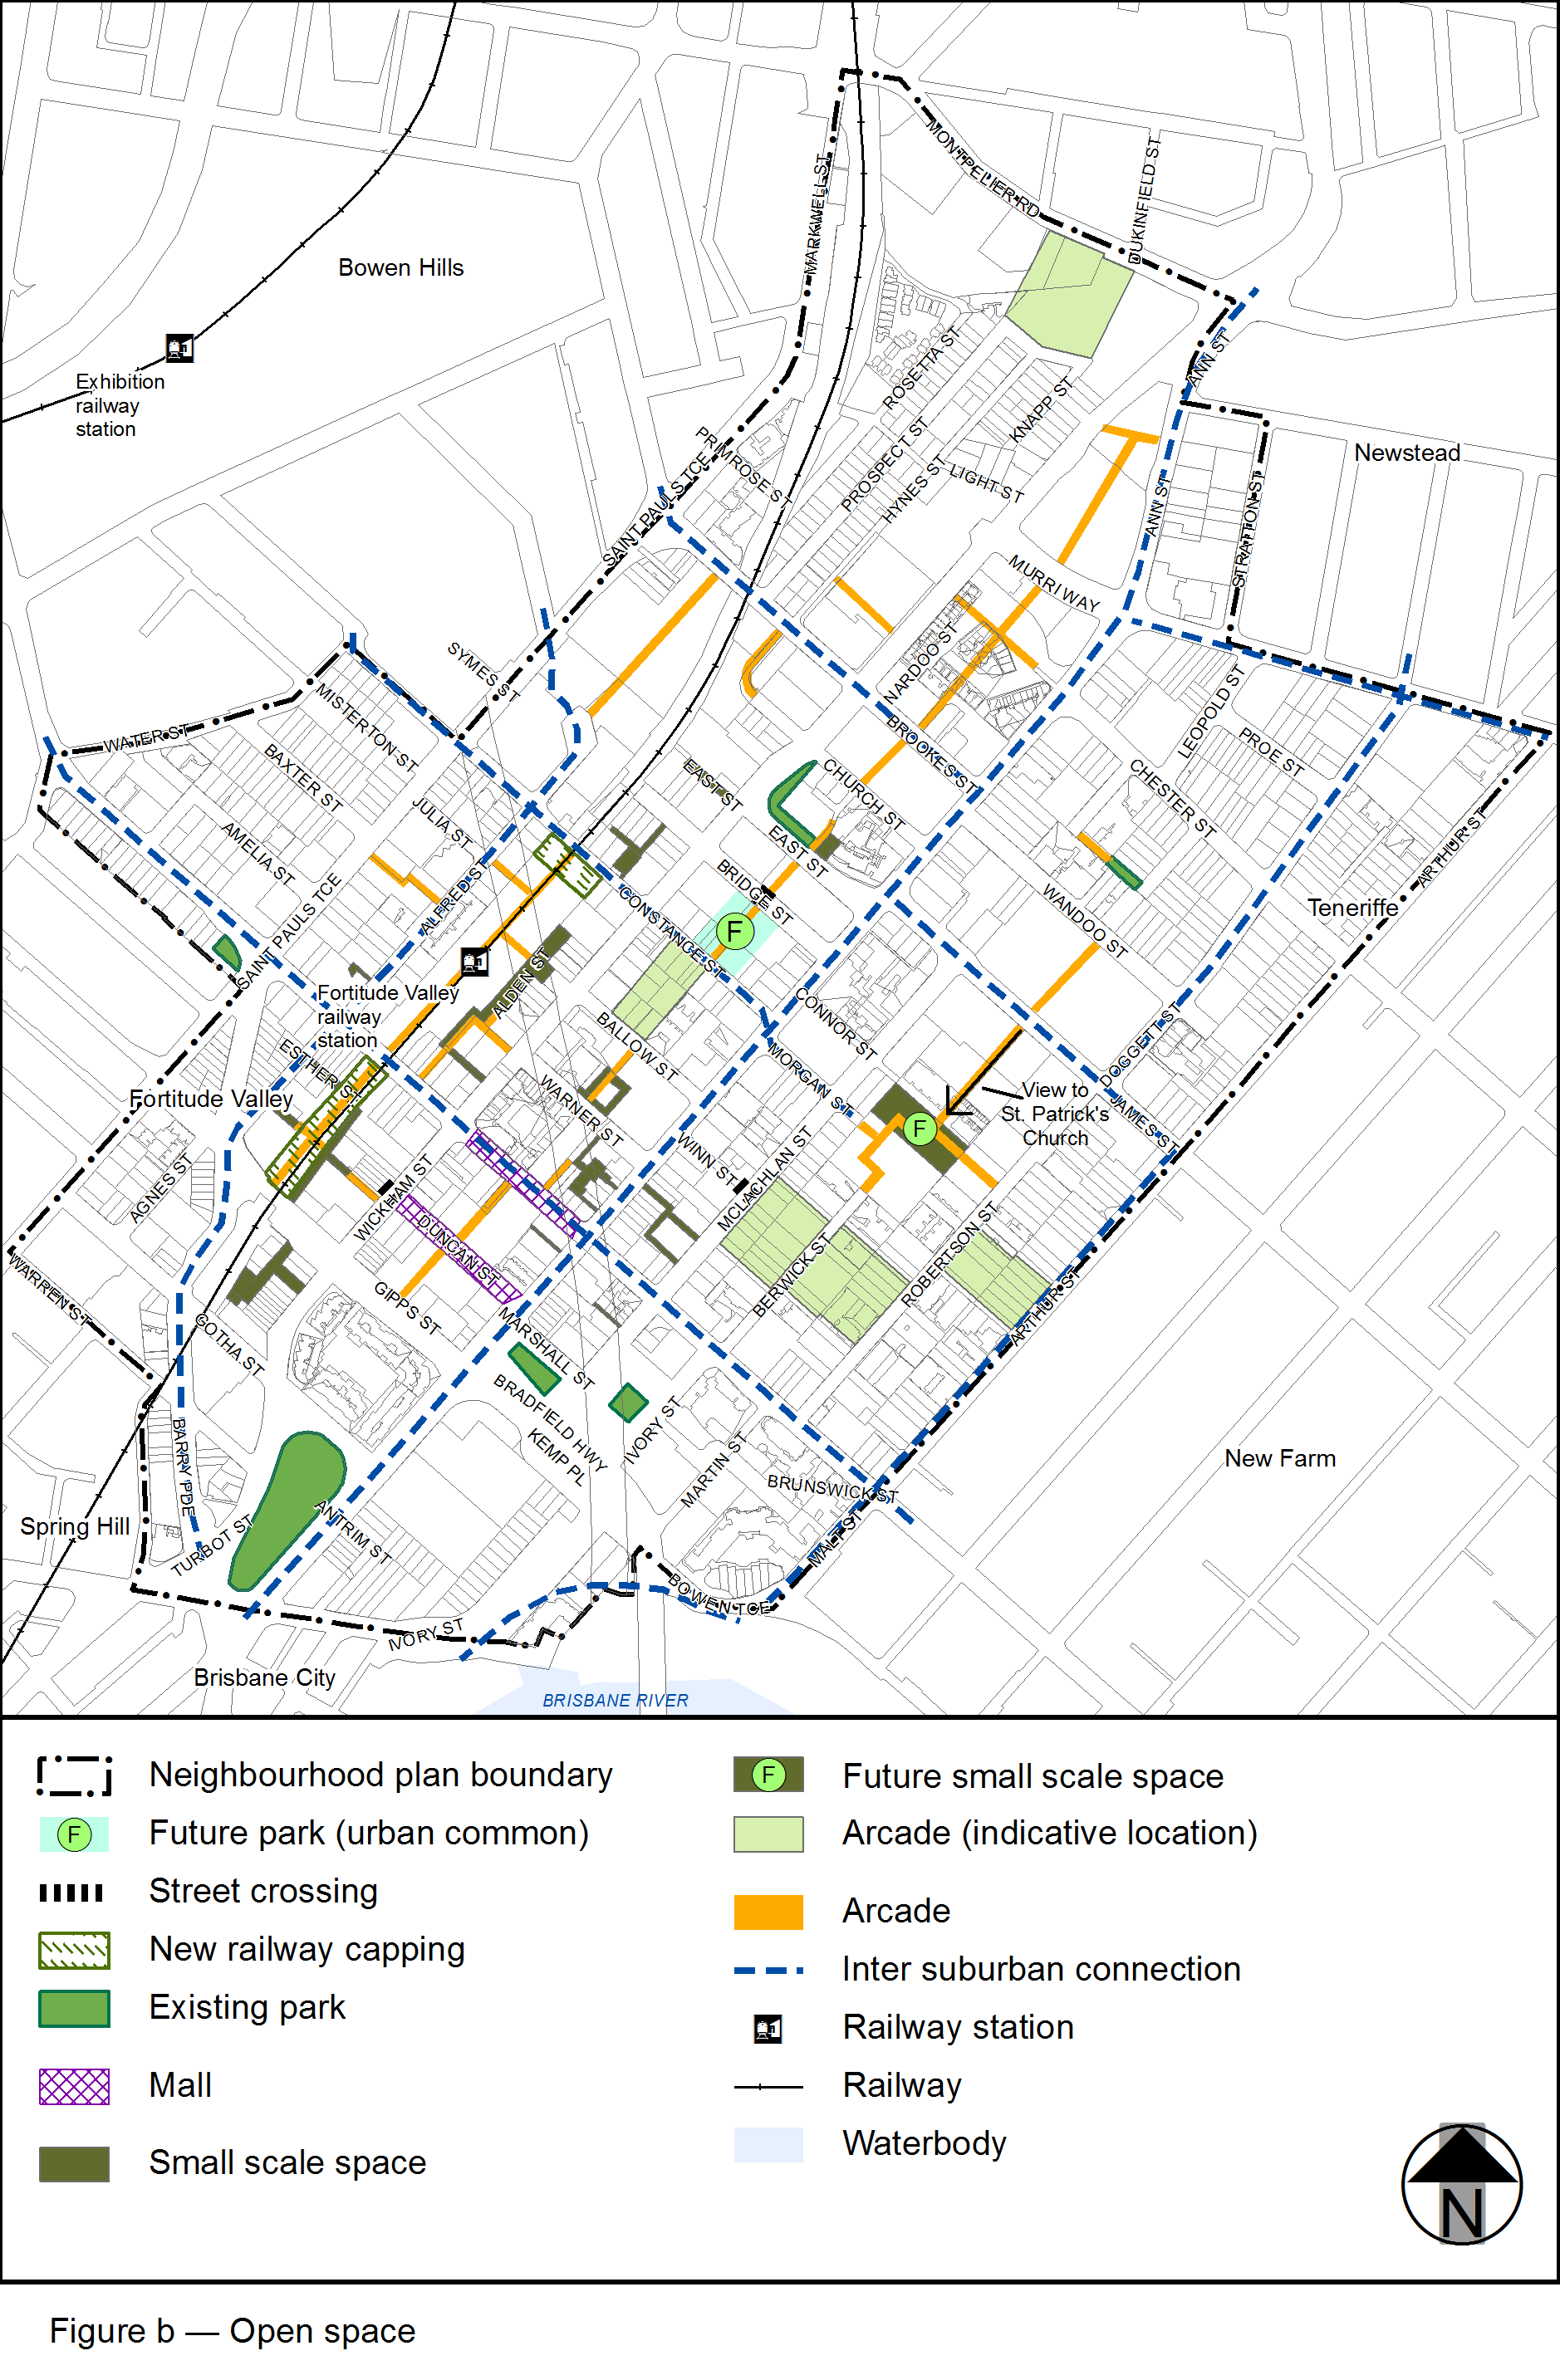 MONTPELIER RD
DUKINFIELD ST
MARKWELL ST
Bowen Hills
ANN ST
ROSETTA ST
Exhibition
railway
station
KNAPP ST
PRIMROSE ST
PROSPECT ST
HYNES ST
LIGHT ST
Newstead
SAINT PAULS TCE
ANN ST
STRATTON ST
MURRI WAY
SYMES ST
NARDOO ST
MISTERTON ST
LEOPOLD ST
WATER ST
BROOKES ST
PROE ST
BAXTER ST
EAST ST
CHURCH ST
CHESTER ST
JULIA ST
AMELIA ST
EAST ST
ARTHUR ST
ALFRED ST
BRIDGE ST
SAINT PAULS TCE
CONSTANCE ST
F
WANDOO ST
Teneriffe
ALDEN ST
Fortitude Valley
railway
station
CONNOR ST
BALLOW ST
DOGGETT ST
ESTHER ST
MORGAN ST
Fortitude Valley
WARNER ST
View to
St. Patrick's
Church
JAMES ST
F
WINN ST
MCLACHLAN ST
AGNES ST
WICKHAM ST
DUNCAN ST
ROBERTSON ST
BERWICK ST
WARREN ST
GIPPS ST
ARTHUR ST
GOTHA ST
MARSHALL ST
BRADFIELD HWY
IVORY ST
KEMP PL
MARTIN ST
New Farm
BARRY PDE
BRUNSWICK ST
Spring Hill
TURBOT ST
ANTRIM ST
MALT ST
BOWEN TCE
IVORY ST
Brisbane City
BRISBANE RIVER
Neighbourhood plan boundary
F
Future park (urban common)
Street crossing
New railway capping
Existing park
Mall
Small scale space
F
Future small scale space
Arcade (indicative location)
Arcade
Inter suburban connection
Railway station
Railway
Waterbody
N
Figure b — Open space